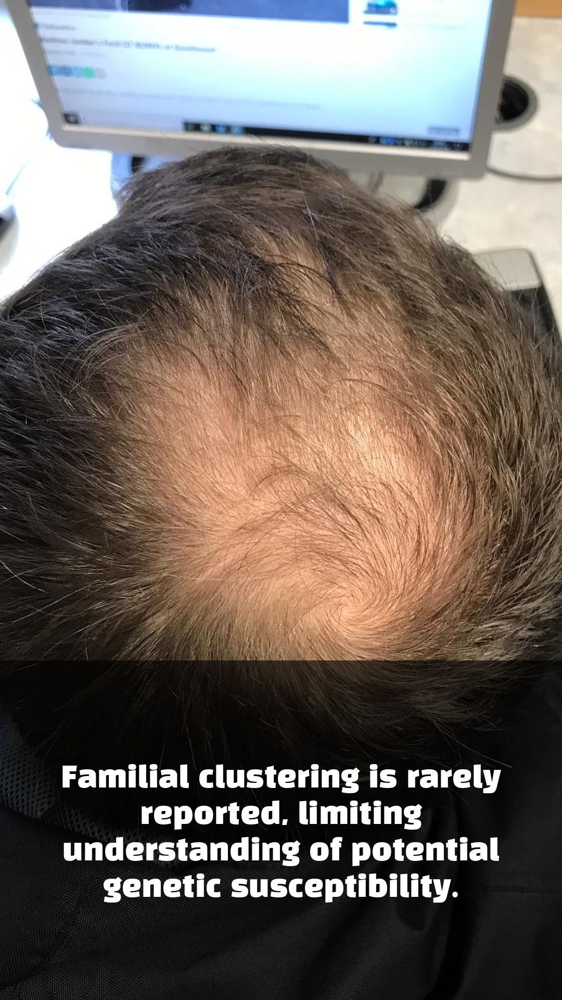 Familial clustering is rarely
reported, limiting
understanding of potential
genetic susceptibility.